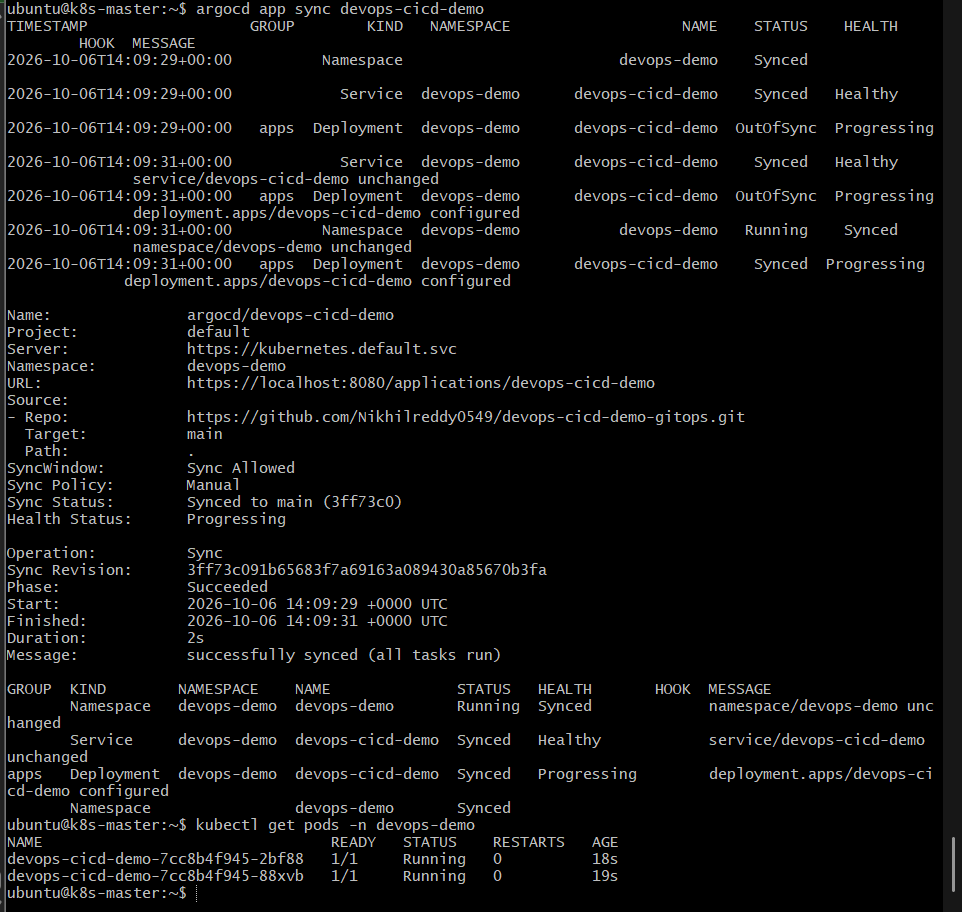 ubuntu@k8s-master:~$ argocd app sync devops-cicd-demo
TIMESTAMP                  GROUP        KIND   NAMESPACE                  NAME    STATUS    HEALTH
        HOOK  MESSAGE
2026-10-06T14:09:29+00:00          Namespace                        devops-demo    Synced
2026-10-06T14:09:29+00:00            Service  devops-demo      devops-cicd-demo    Synced   Healthy
2026-10-06T14:09:29+00:00   apps  Deployment  devops-demo      devops-cicd-demo  OutOfSync  Progressing
2026-10-06T14:09:31+00:00            Service  devops-demo      devops-cicd-demo    Synced   Healthy
              service/devops-cicd-demo unchanged
2026-10-06T14:09:31+00:00   apps  Deployment  devops-demo      devops-cicd-demo  OutOfSync  Progressing
              deployment.apps/devops-cicd-demo configured
2026-10-06T14:09:31+00:00          Namespace  devops-demo           devops-demo   Running    Synced
              namespace/devops-demo unchanged
2026-10-06T14:09:31+00:00   apps  Deployment  devops-demo      devops-cicd-demo    Synced  Progressing
             deployment.apps/devops-cicd-demo configured
Name:               argocd/devops-cicd-demo
Project:            default
Server:             https://kubernetes.default.svc
Namespace:          devops-demo
URL:                https://localhost:8080/applications/devops-cicd-demo
Source:
- Repo:             https://github.com/Nikhilreddy0549/devops-cicd-demo-gitops.git
  Target:           main
  Path:             .
SyncWindow:         Sync Allowed
Sync Policy:        Manual
Sync Status:        Synced to main (3ff73c0)
Health Status:      Progressing
Operation:          Sync
Sync Revision:      3ff73c091b65683f7a69163a089430a85670b3fa
Phase:              Succeeded
Start:              2026-10-06 14:09:29 +0000 UTC
Finished:           2026-10-06 14:09:31 +0000 UTC
Duration:           2s
Message:            successfully synced (all tasks run)
GROUP  KIND        NAMESPACE    NAME              STATUS   HEALTH       HOOK  MESSAGE
       Namespace   devops-demo  devops-demo       Running  Synced             namespace/devops-demo unc
hanged
       Service     devops-demo  devops-cicd-demo  Synced   Healthy            service/devops-cicd-demo
unchanged
apps   Deployment  devops-demo  devops-cicd-demo  Synced   Progressing        deployment.apps/devops-ci
cd-demo configured
       Namespace                devops-demo       Synced
ubuntu@k8s-master:~$ kubectl get pods -n devops-demo
NAME                                READY   STATUS    RESTARTS   AGE
devops-cicd-demo-7cc8b4f945-2bf88   1/1     Running   0          18s
devops-cicd-demo-7cc8b4f945-88xvb   1/1     Running   0          19s
ubuntu@k8s-master:~$